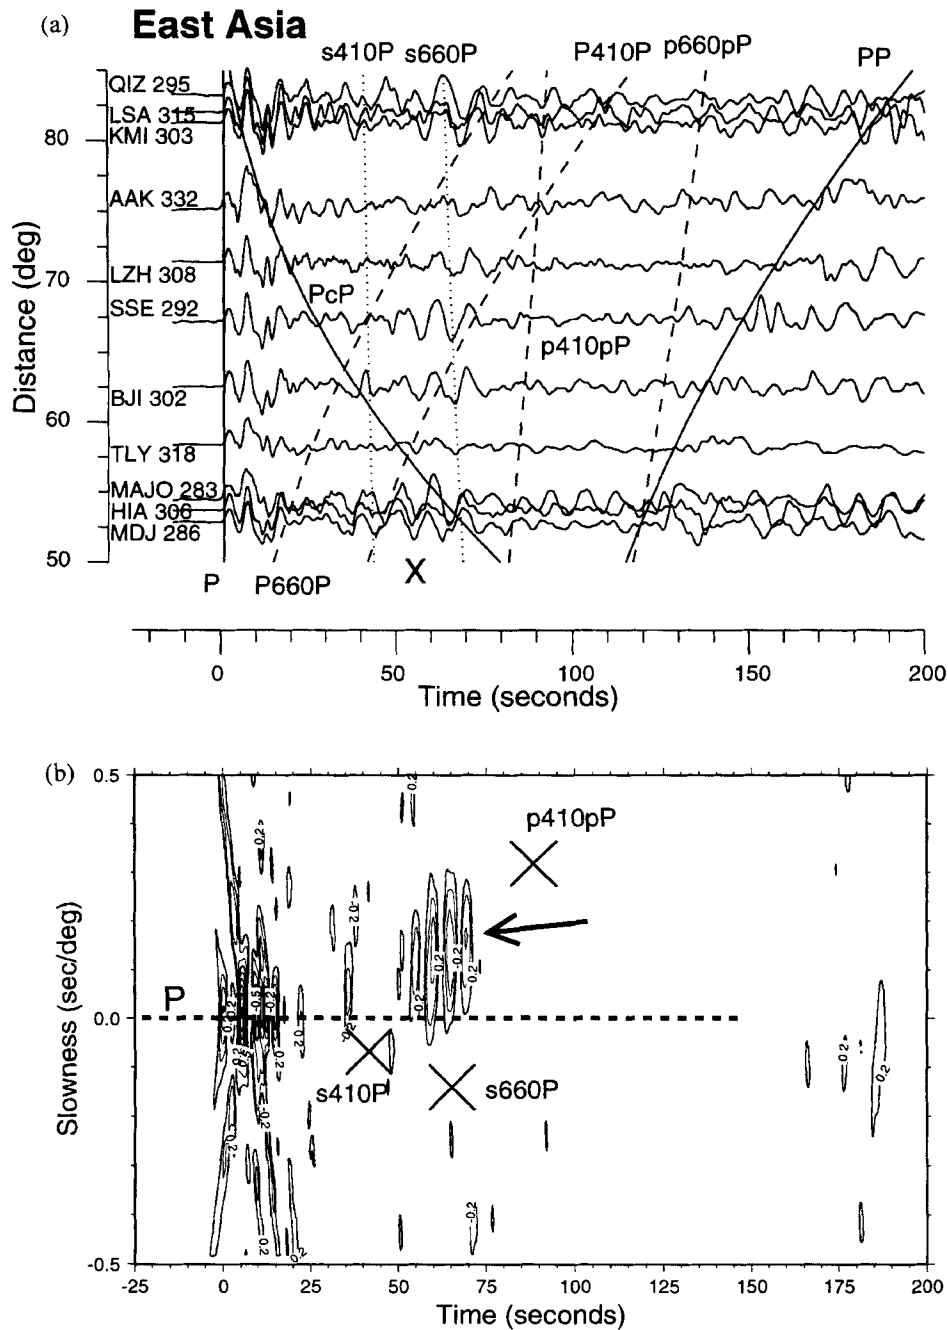 (a)
East Asia
s410P s660P P410P p660pP PP
QIZ 295
LSA 315
80
KMI 303
AAK 332
70
LZH 308
PcP
SSE 292
p410pP
BJI 302
60
TLY 318
MAJO 283
HIA 306
MDJ 286
50
Distance (deg)
P P660P X
0 50 100 150 200
Time (seconds)
(b)
0.5
p410pP
P
0.0
s410P s660P
-0.5
Slowness (sec/deg)
-25 0 25 50 75 100 125 150 175 200
Time (seconds)